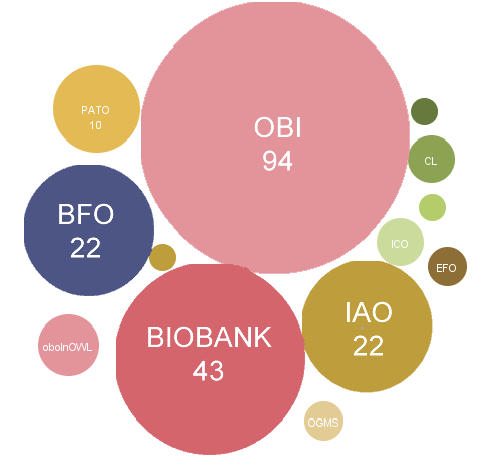 OBI
94
PATO
10
CL
BFO
22
ICO
EFO
IAO
22
BIOBANK
43
oboInOWL
OGMS